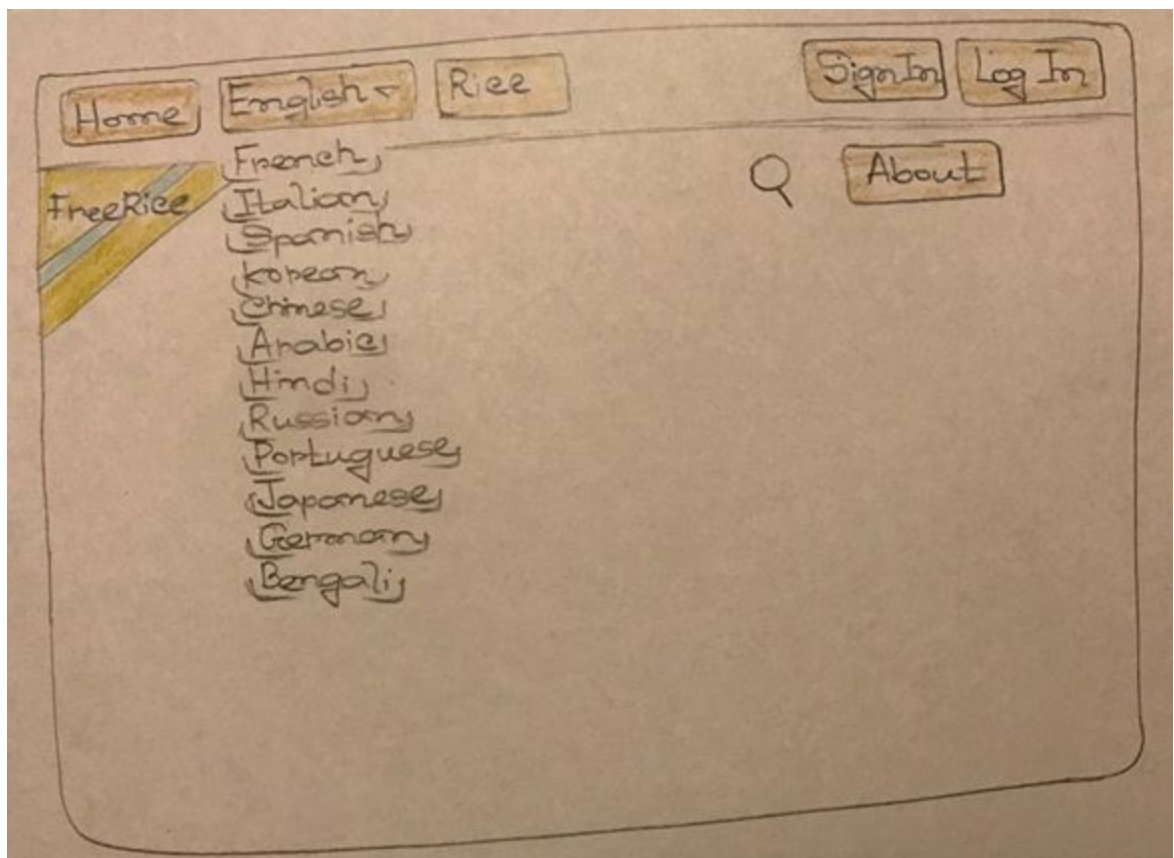 Home English Rice Sign In Log In
French About
FreeRice Italian
Spanish
Korean
Chinese
Arabic
Hindi
Russian
Portuguese
Japanese
German
Bengali